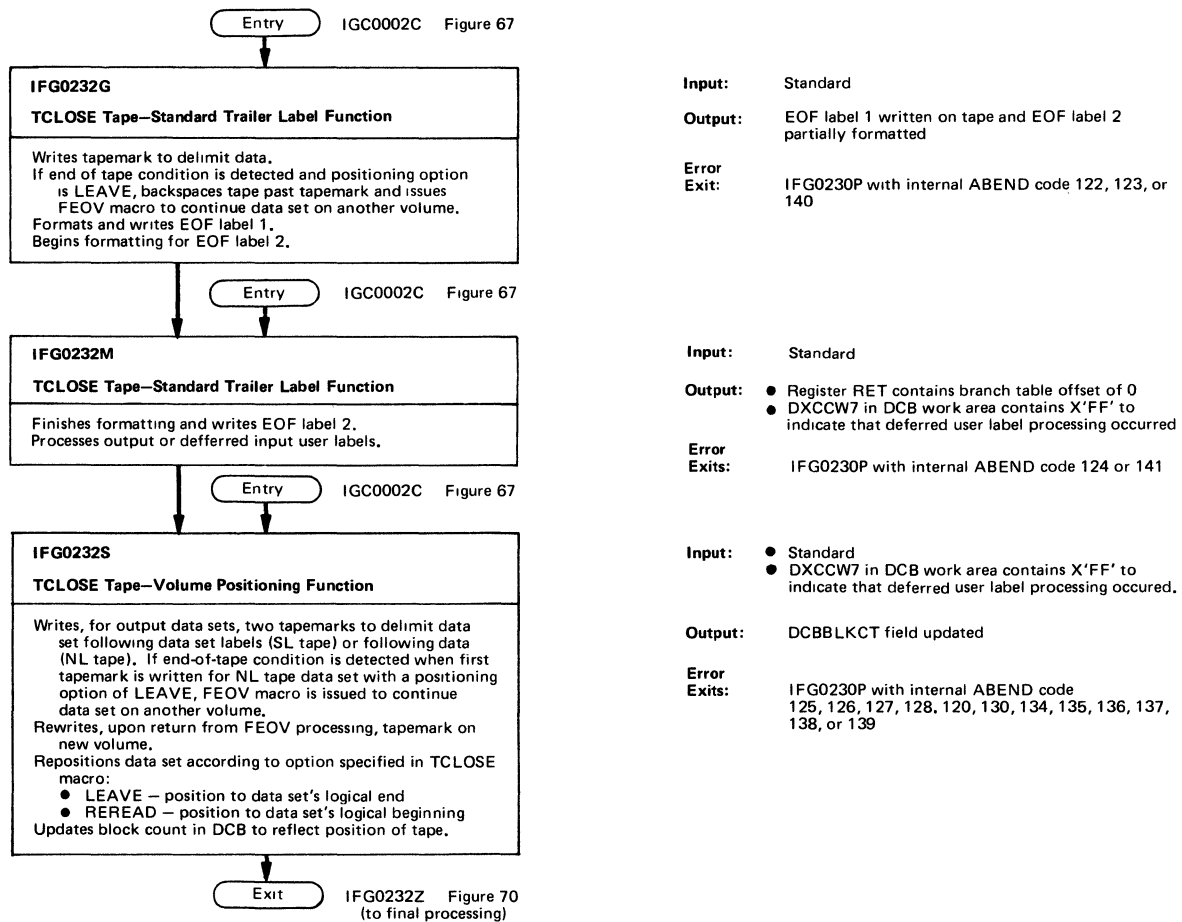 Entry IGC0002C Figure 67
IFG0232G
TCLOSE Tape—Standard Trailer Label Function
Writes tapemark to delimit data.
If end of tape condition is detected and positioning option
is LEAVE, backspaces tape past tapemark and issues
FEOV macro to continue data set on another volume.
Formats and writes EOF label 1.
Begins formatting for EOF label 2.
Input: Standard
Output: EOF label 1 written on tape and EOF label 2
partially formatted
Error
Exit: IFG0230P with internal ABEND code 122, 123, or
140
Entry IGC0002C Figure 67
IFG0232M
TCLOSE Tape—Standard Trailer Label Function
Finishes formatting and writes EOF label 2.
Processes output or defferred input user labels.
Input: Standard
Output: ● Register RET contains branch table offset of 0
● DXCCW7 in DCB work area contains X'FF' to
indicate that deferred user label processing occurred
Error
Exits: IFG0230P with internal ABEND code 124 or 141
Entry IGC0002C Figure 67
IFG0232S
TCLOSE Tape—Volume Positioning Function
Writes, for output data sets, two tapemarks to delimit data
set following data set labels (SL tape) or following data
(NL tape). If end-of-tape condition is detected when first
tapemark is written for NL tape data set with a positioning
option of LEAVE, FEOV macro is issued to continue
data set on another volume.
Rewrites, upon return from FEOV processing, tapemark on
new volume.
Repositions data set according to option specified in TCLOSE
macro:
● LEAVE — position to data set's logical end
● REREAD — position to data set's logical beginning
Updates block count in DCB to reflect position of tape.
Input: ● Standard
● DXCCW7 in DCB work area contains X'FF' to
indicate that deferred user label processing occured.
Output: DCBBLKCT field updated
Error
Exits: IFG0230P with internal ABEND code
125, 126, 127, 128. 120, 130, 134, 135, 136, 137,
138, or 139
Exit IFG0232Z Figure 70
(to final processing)